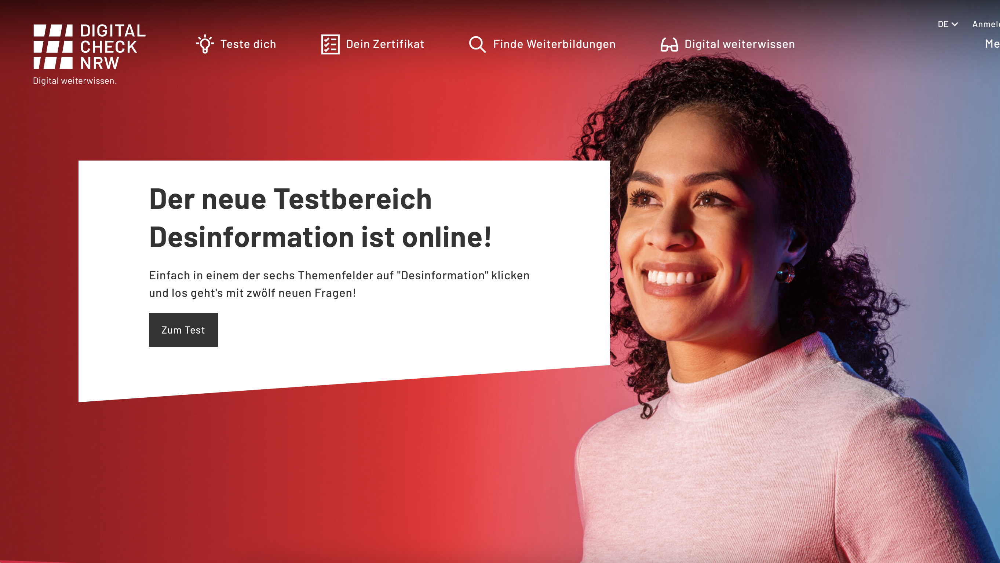 DIGITAL
CHECK
NRW
Digital weiterwissen.
Teste dich
Dein Zertifikat
Finde Weiterbildungen
Digital weiterwissen
DE
Der neue Testbereich
Desinformation ist online!
Einfach in einem der sechs Themenfelder auf "Desinformation" klicken
und los geht's mit zwölf neuen Fragen!
Zum Test